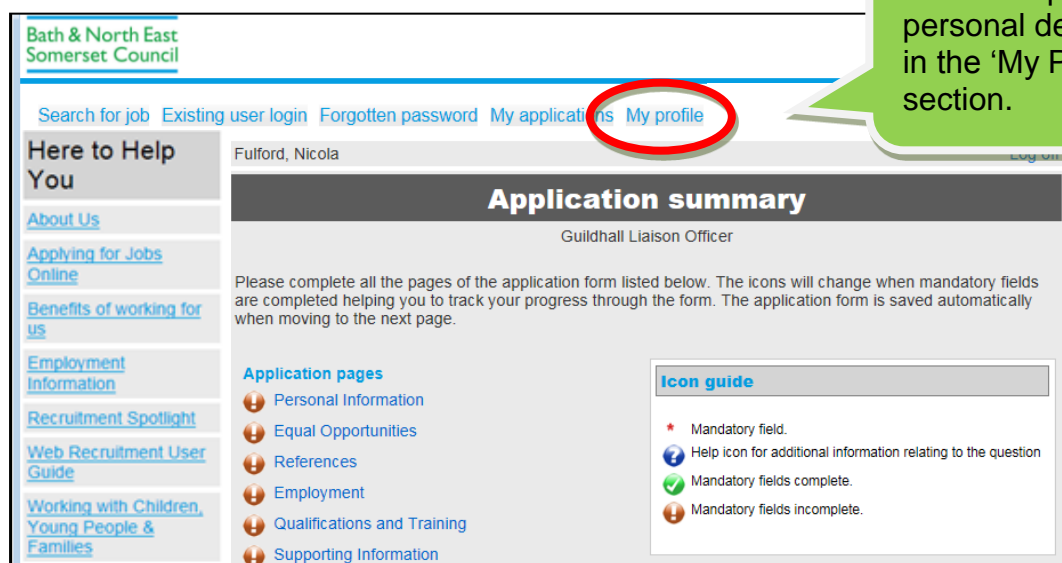 personal
in the ‘My
section.
Bath & North East
Somerset Council
Search for job Existing user login Forgotten password My applications My profile
Here to Help
You
About Us
Applying for Jobs
Online
Benefits of working for
us
Employment
Information
Recruitment Spotlight
Web Recruitment User
Guide
Working with Children,
Young People &
Families
Fulford, Nicola
Log off
Application summary
Guildhall Liaison Officer
Please complete all the pages of the application form listed below. The icons will change when mandatory fields
are completed helping you to track your progress through the form. The application form is saved automatically
when moving to the next page.
Application pages
Personal Information
Equal Opportunities
References
Employment
Qualifications and Training
Supporting Information
Icon guide
* Mandatory field.
Help icon for additional information relating to the question
Mandatory fields complete.
Mandatory fields incomplete.